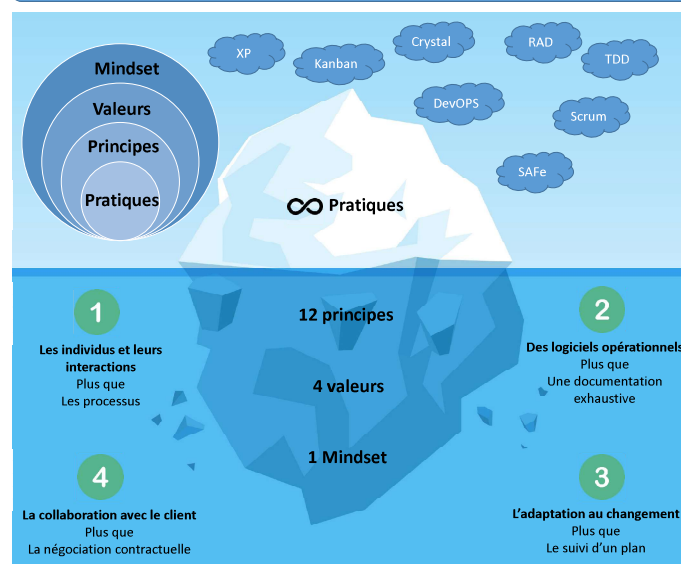 Mindset
Valeurs
Principes
Pratiques
XP
Kanban
Crystal
RAD
TDD
DevOPS
Scrum
SAFe
∞ Pratiques
12 principes
4 valeurs
1 Mindset
1
Les individus et leurs
interactions
Plus que
Les processus
2
Des logiciels opérationnels
Plus que
Une documentation
exhaustive
4
La collaboration avec le client
Plus que
La négociation contractuelle
3
L’adaptation au changement
Plus que
Le suivi d’un plan